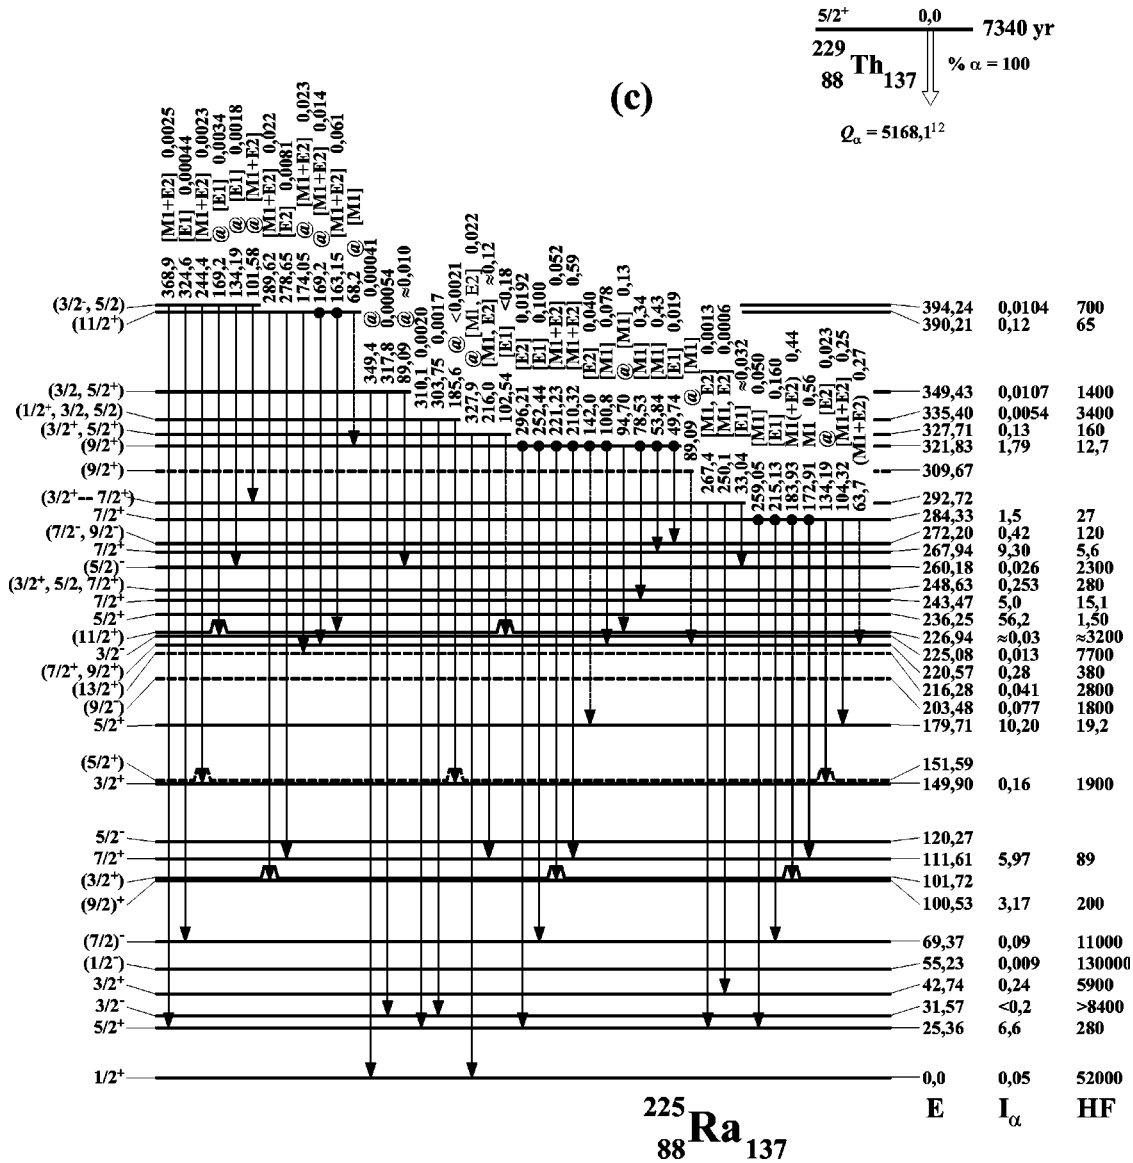 5/2⁺ 0,0 7340 yr
²²⁹₈₈Th₁₃₇ % α = 100
(c)
Qα = 5168,1¹²
368,9 [M1+E2] 0,0025
324,6 [E1] 0,00044
244,4 [M1+E2] 0,0023
169,2 @ [E1] 0,0034
134,19 @ [E1] 0,0018
101,58 @ [M1+E2]
289,62 [M1+E2] 0,022
278,65 [E2] 0,0081
174,05 @ [M1+E2] 0,023
169,2 @ [M1+E2] 0,014
163,15 [M1+E2] 0,061
68,2 @ [M1]
349,4 @ 0,00041
317,8 0,00054
89,09 @ ≈0,010
310,1 0,0020
303,75 0,0017
185,6 @ <0,0021
327,9 @ [M1, E2] 0,022
216,0 [M1, E2] ≈0,12
102,54 [E1] <0,18
296,21 [E2] 0,0192
252,44 [E1] 0,100
221,23 [M1+E2] 0,052
210,32 [M1+E2] 0,59
142,0 [E2] 0,040
100,8 [M1] 0,078
94,70 @ [M1] 0,13
78,53 [M1] 0,34
53,84 [M1] 0,43
49,74 [E1] 0,019
89,09 @ [M1]
267,4 [M1, E2] 0,0013
250,1 [M1, E2] 0,0006
33,04 [E1] ≈0,032
259,05 [M1] 0,050
215,13 [E1] 0,160
183,93 M1(+E2) 0,44
172,91 M1 0,56
134,19 @ [E2] 0,023
104,32 [M1+E2] 0,25
63,7 (M1+E2) 0,27
(3/2⁻, 5/2) 394,24 0,0104 700
(11/2⁺) 390,21 0,12 65
(3/2, 5/2⁺) 349,43 0,0107 1400
(1/2⁺, 3/2, 5/2) 335,40 0,0054 3400
(3/2⁺, 5/2⁺) 327,71 0,13 160
(9/2⁺) 321,83 1,79 12,7
(9/2⁺) 309,67
(3/2⁺-- 7/2⁺) 292,72
7/2⁺ 284,33 1,5 27
(7/2⁻, 9/2⁻) 272,20 0,42 120
7/2⁺ 267,94 9,30 5,6
(5/2)⁻ 260,18 0,026 2300
(3/2⁺, 5/2, 7/2⁺) 248,63 0,253 280
7/2⁺ 243,47 5,0 15,1
5/2⁺ 236,25 56,2 1,50
(11/2⁺) 226,94 ≈0,03 ≈3200
3/2⁻ 225,08 0,013 7700
(7/2⁺, 9/2⁺) 220,57 0,28 380
(13/2⁺) 216,28 0,041 2800
(9/2⁻) 203,48 0,077 1800
5/2⁺ 179,71 10,20 19,2
(5/2⁺) 151,59
3/2⁺ 149,90 0,16 1900
5/2⁻ 120,27
7/2⁺ 111,61 5,97 89
(3/2⁺) 101,72
(9/2)⁺ 100,53 3,17 200
(7/2)⁻ 69,37 0,09 11000
(1/2⁻) 55,23 0,009 130000
3/2⁺ 42,74 0,24 5900
3/2⁻ 31,57 <0,2 >8400
5/2⁺ 25,36 6,6 280
1/2⁺ 0,0 0,05 52000
E Iα HF
²²⁵₈₈Ra₁₃₇